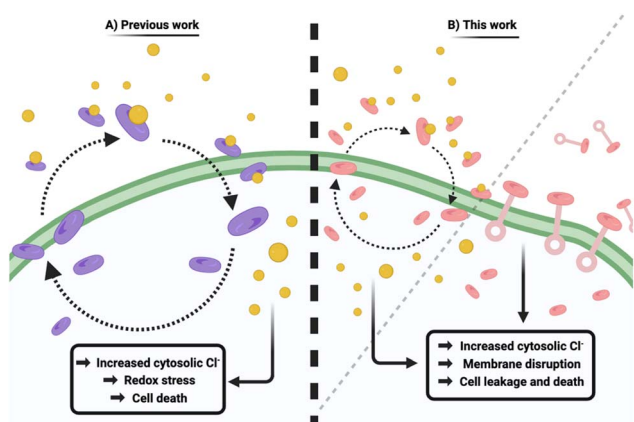 A) Previous work
B) This work
➡ Increased cytosolic Cl⁻
➡ Redox stress
➡ Cell death
➡ Increased cytosolic Cl⁻
➡ Membrane disruption
➡ Cell leakage and death